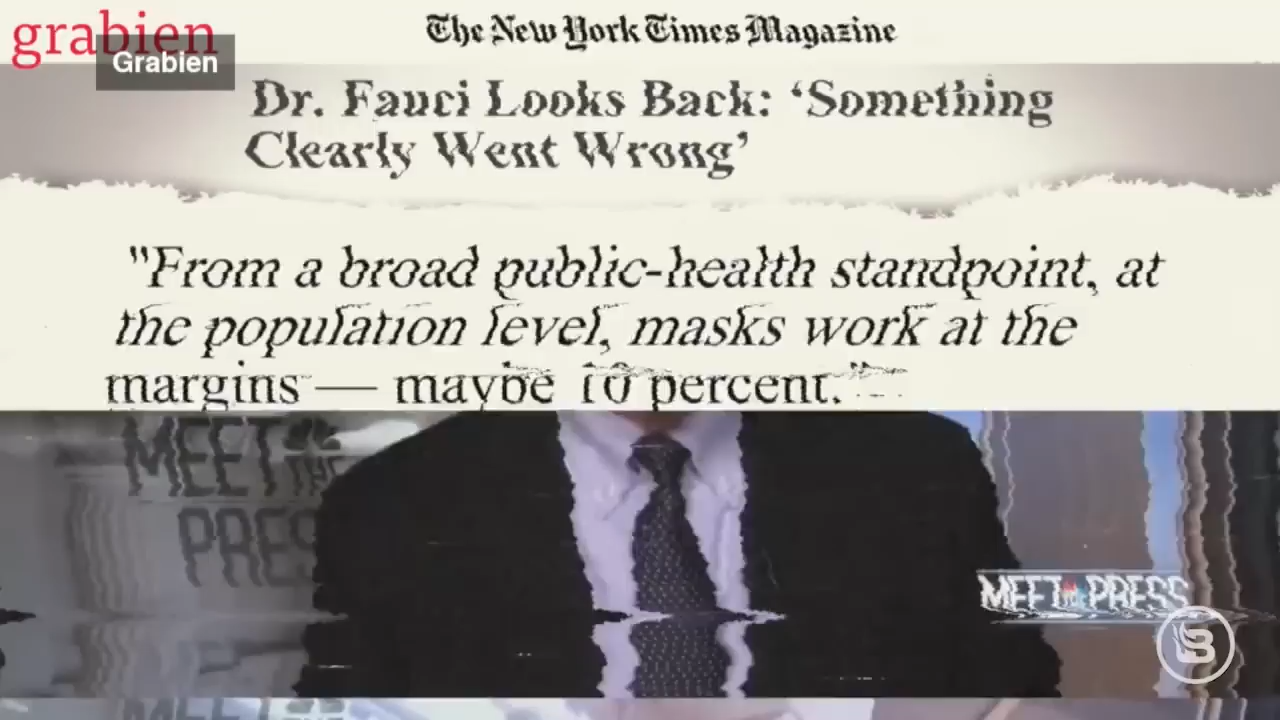 grabien
Grabien
The New York Times Magazine
Dr. Fauci Looks Back: ‘Something
Clearly Went Wrong’
"From a broad public-health standpoint, at
the population level, masks work at the
margins — maybe 10 percent."
MEET THE
PRESS
MEET THE PRESS
B
MEET THE